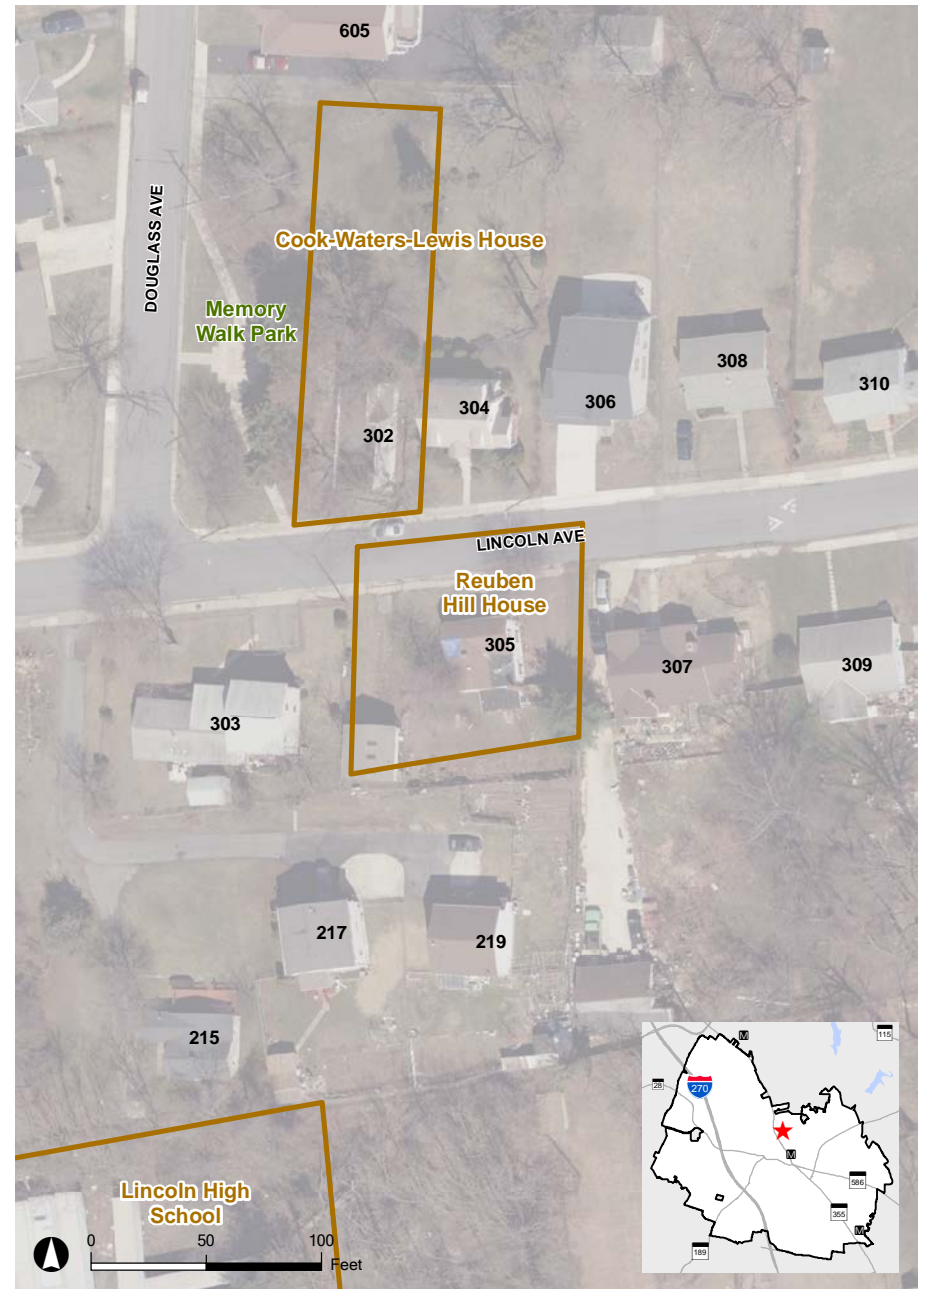 605
DOUGLASS AVE
Cook-Waters-Lewis House
Memory
Walk Park
308
310
304
306
302
LINCOLN AVE
Reuben
Hill House
305
307
309
303
217
219
215
Lincoln High
School
0
50
100
Feet
M
115
28
270
M
586
355
M
189